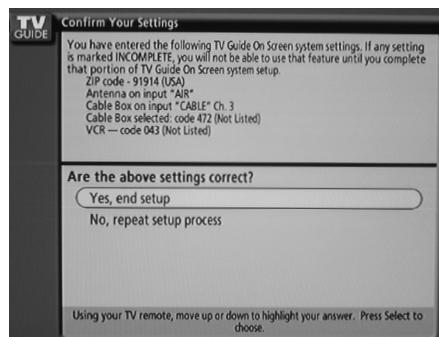 TV
GUIDE
Confirm Your Settings
You have entered the following TV Guide On Screen system settings. If any setting
is marked INCOMPLETE, you will not be able to use that feature until you complete
that portion of TV Guide On Screen system setup.
ZIP code - 91914 (USA)
Antenna on input "AIR"
Cable Box on input "CABLE" Ch. 3
Cable Box selected: code 472 (Not Listed)
VCR — code 043 (Not Listed)
Are the above settings correct?
Yes, end setup
No, repeat setup process
Using your TV remote, move up or down to highlight your answer. Press Select to
choose.